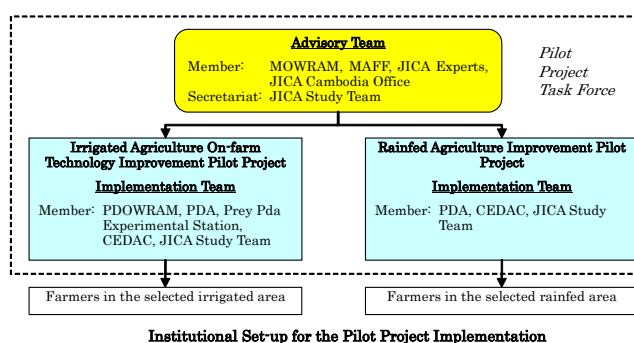 Advisory Team
Member: MOWRAM, MAFF, JICA Experts,
JICA Cambodia Office
Secretariat: JICA Study Team
Pilot
Project
Task Force
Irrigated Agriculture On-farm
Technology Improvement Pilot Project
Implementation Team
Member: PDOWRAM, PDA, Prey Pda
Experimental Station,
CEDAC, JICA Study Team
Rainfed Agriculture Improvement Pilot
Project
Implementation Team
Member: PDA, CEDAC, JICA Study
Team
Farmers in the selected irrigated area
Farmers in the selected rainfed area
Institutional Set-up for the Pilot Project Implementation